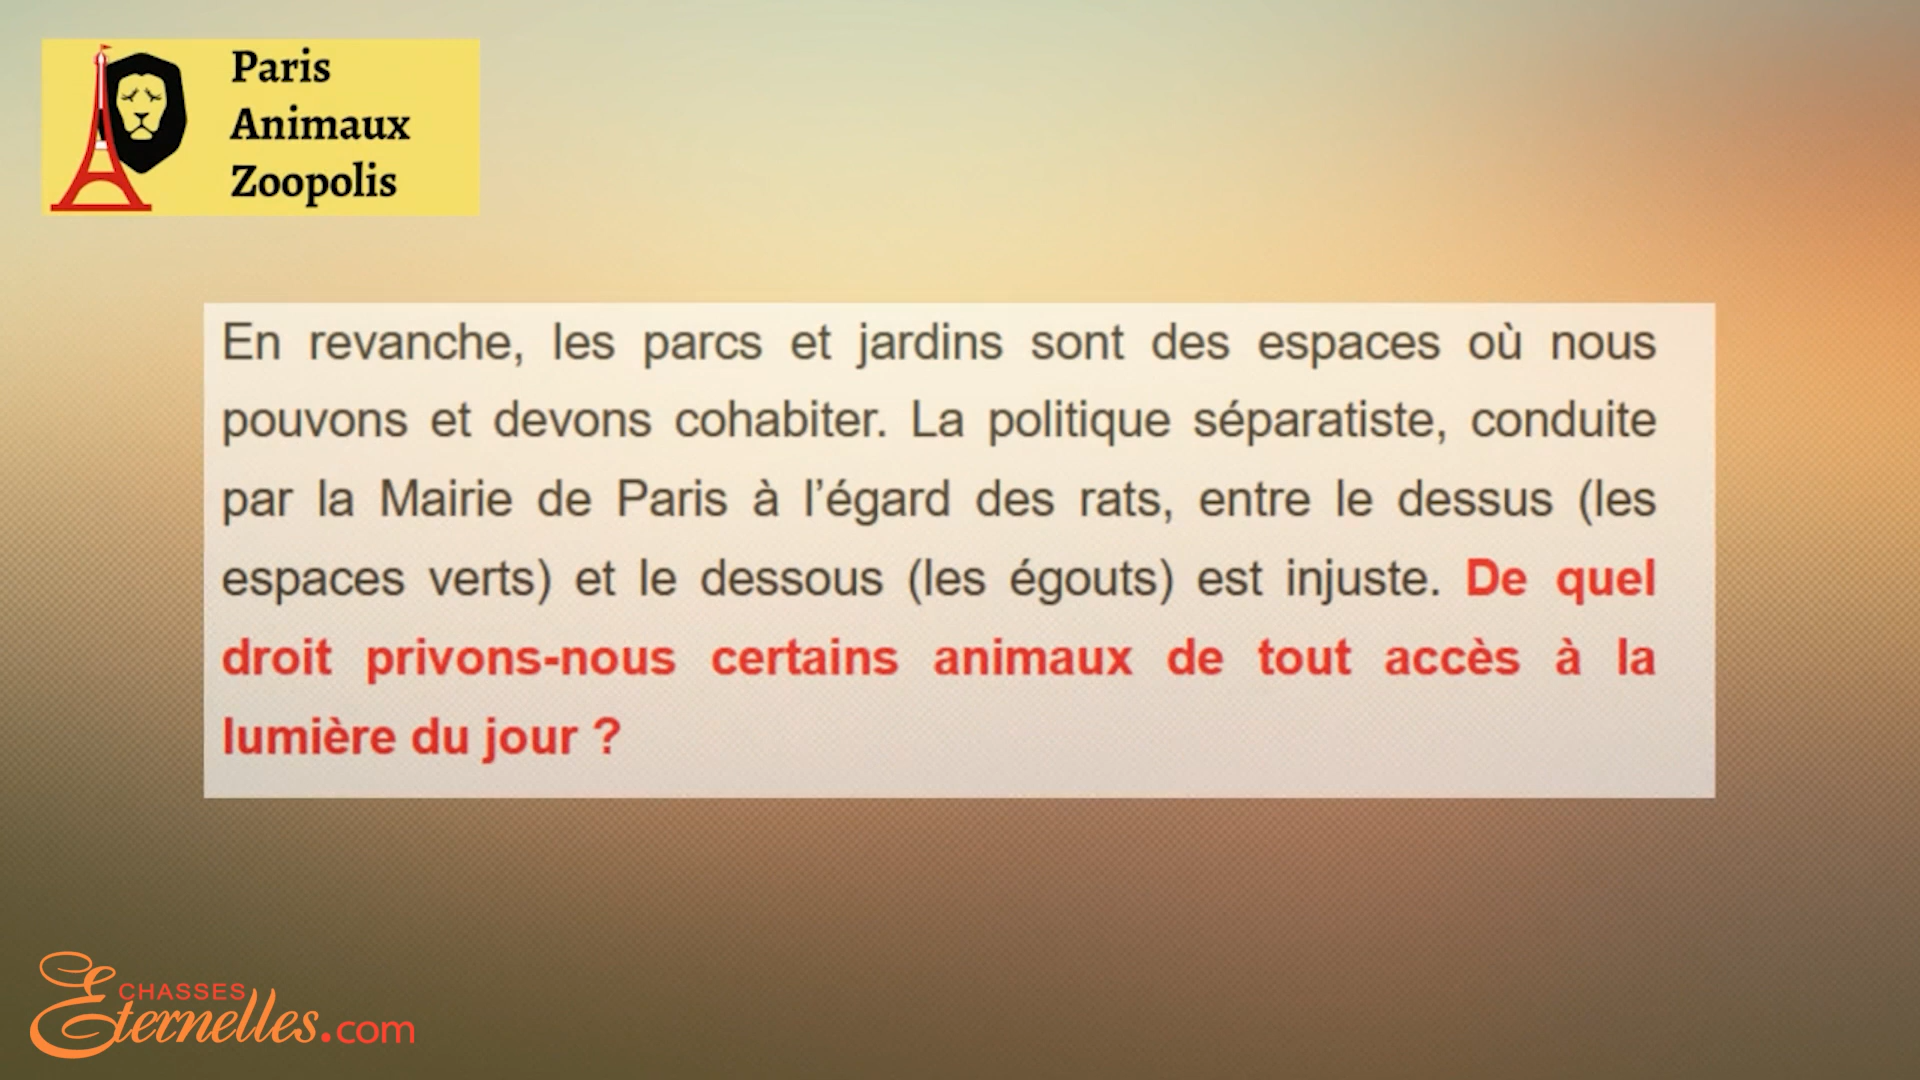 Paris
Animaux
Zoopolis
En revanche, les parcs et jardins sont des espaces où nous
pouvons et devons cohabiter. La politique séparatiste, conduite
par la Mairie de Paris à l’égard des rats, entre le dessus (les
espaces verts) et le dessous (les égouts) est injuste. De quel
droit privons-nous certains animaux de tout accès à la
lumière du jour ?
CHASSES
Eternelles.com